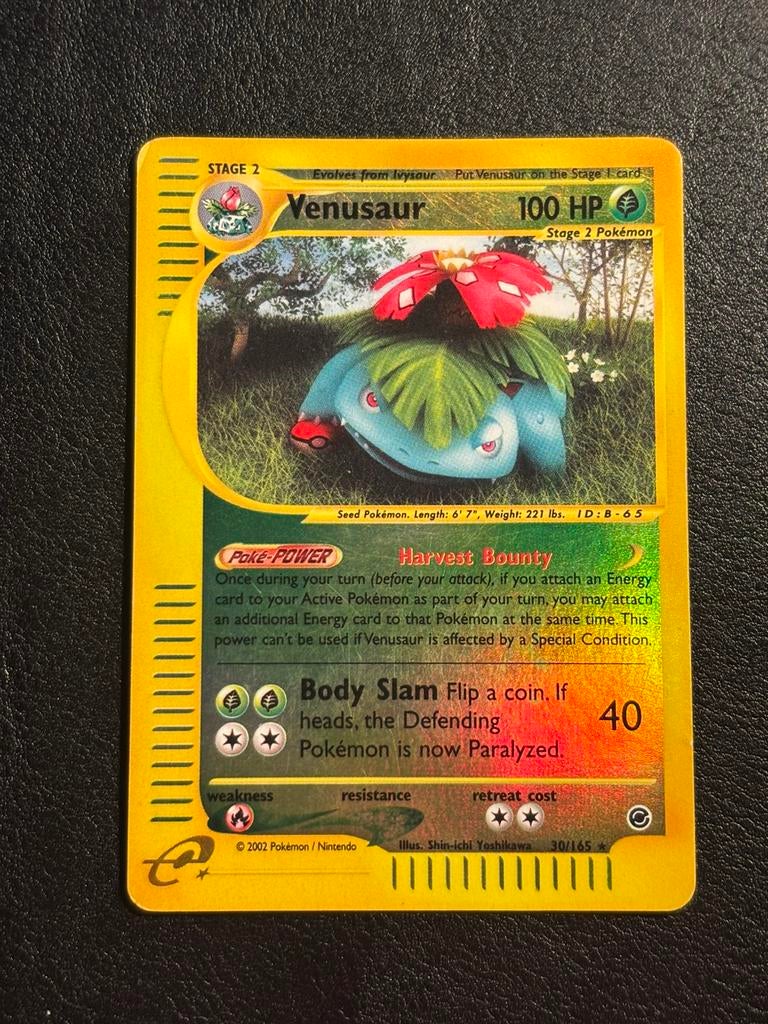 STAGE 2
Evolves from Ivysaur Put Venusaur on the Stage 1 card
Venusaur 100 HP
Stage 2 Pokémon
Seed Pokémon. Length: 6' 7", Weight: 221 lbs. ID:B-65
Poké-POWER Harvest Bounty
Once during your turn (before your attack), if you attach an Energy
card to your Active Pokémon as part of your turn, you may attach
an additional Energy card to that Pokémon at the same time. This
power can't be used if Venusaur is affected by a Special Condition.
Body Slam Flip a coin. If
heads, the Defending
Pokémon is now Paralyzed.
40
weakness resistance retreat cost
© 2002 Pokémon / Nintendo Illus. Shin-ichi Yoshikawa 30/165 ★
e